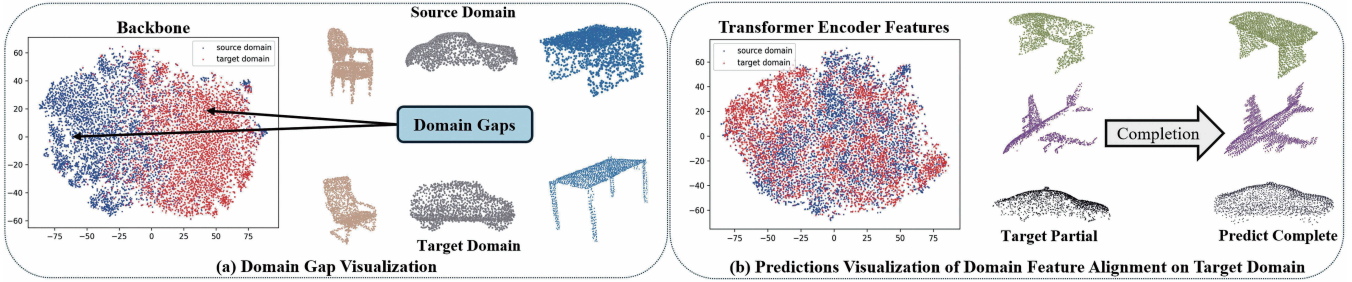 Source Domain
Backbone
source domain
target domain
60
40
20
0
−20
−40
−60
−75
−50
−25
0
25
50
75
Domain Gaps
Target Domain
(a) Domain Gap Visualization
Transformer Encoder Features
source domain
target domain
60
40
20
0
−20
−40
−60
−75
−50
−25
0
25
50
75
Completion
Target Partial
Predict Complete
(b) Predictions Visualization of Domain Feature Alignment on Target Domain